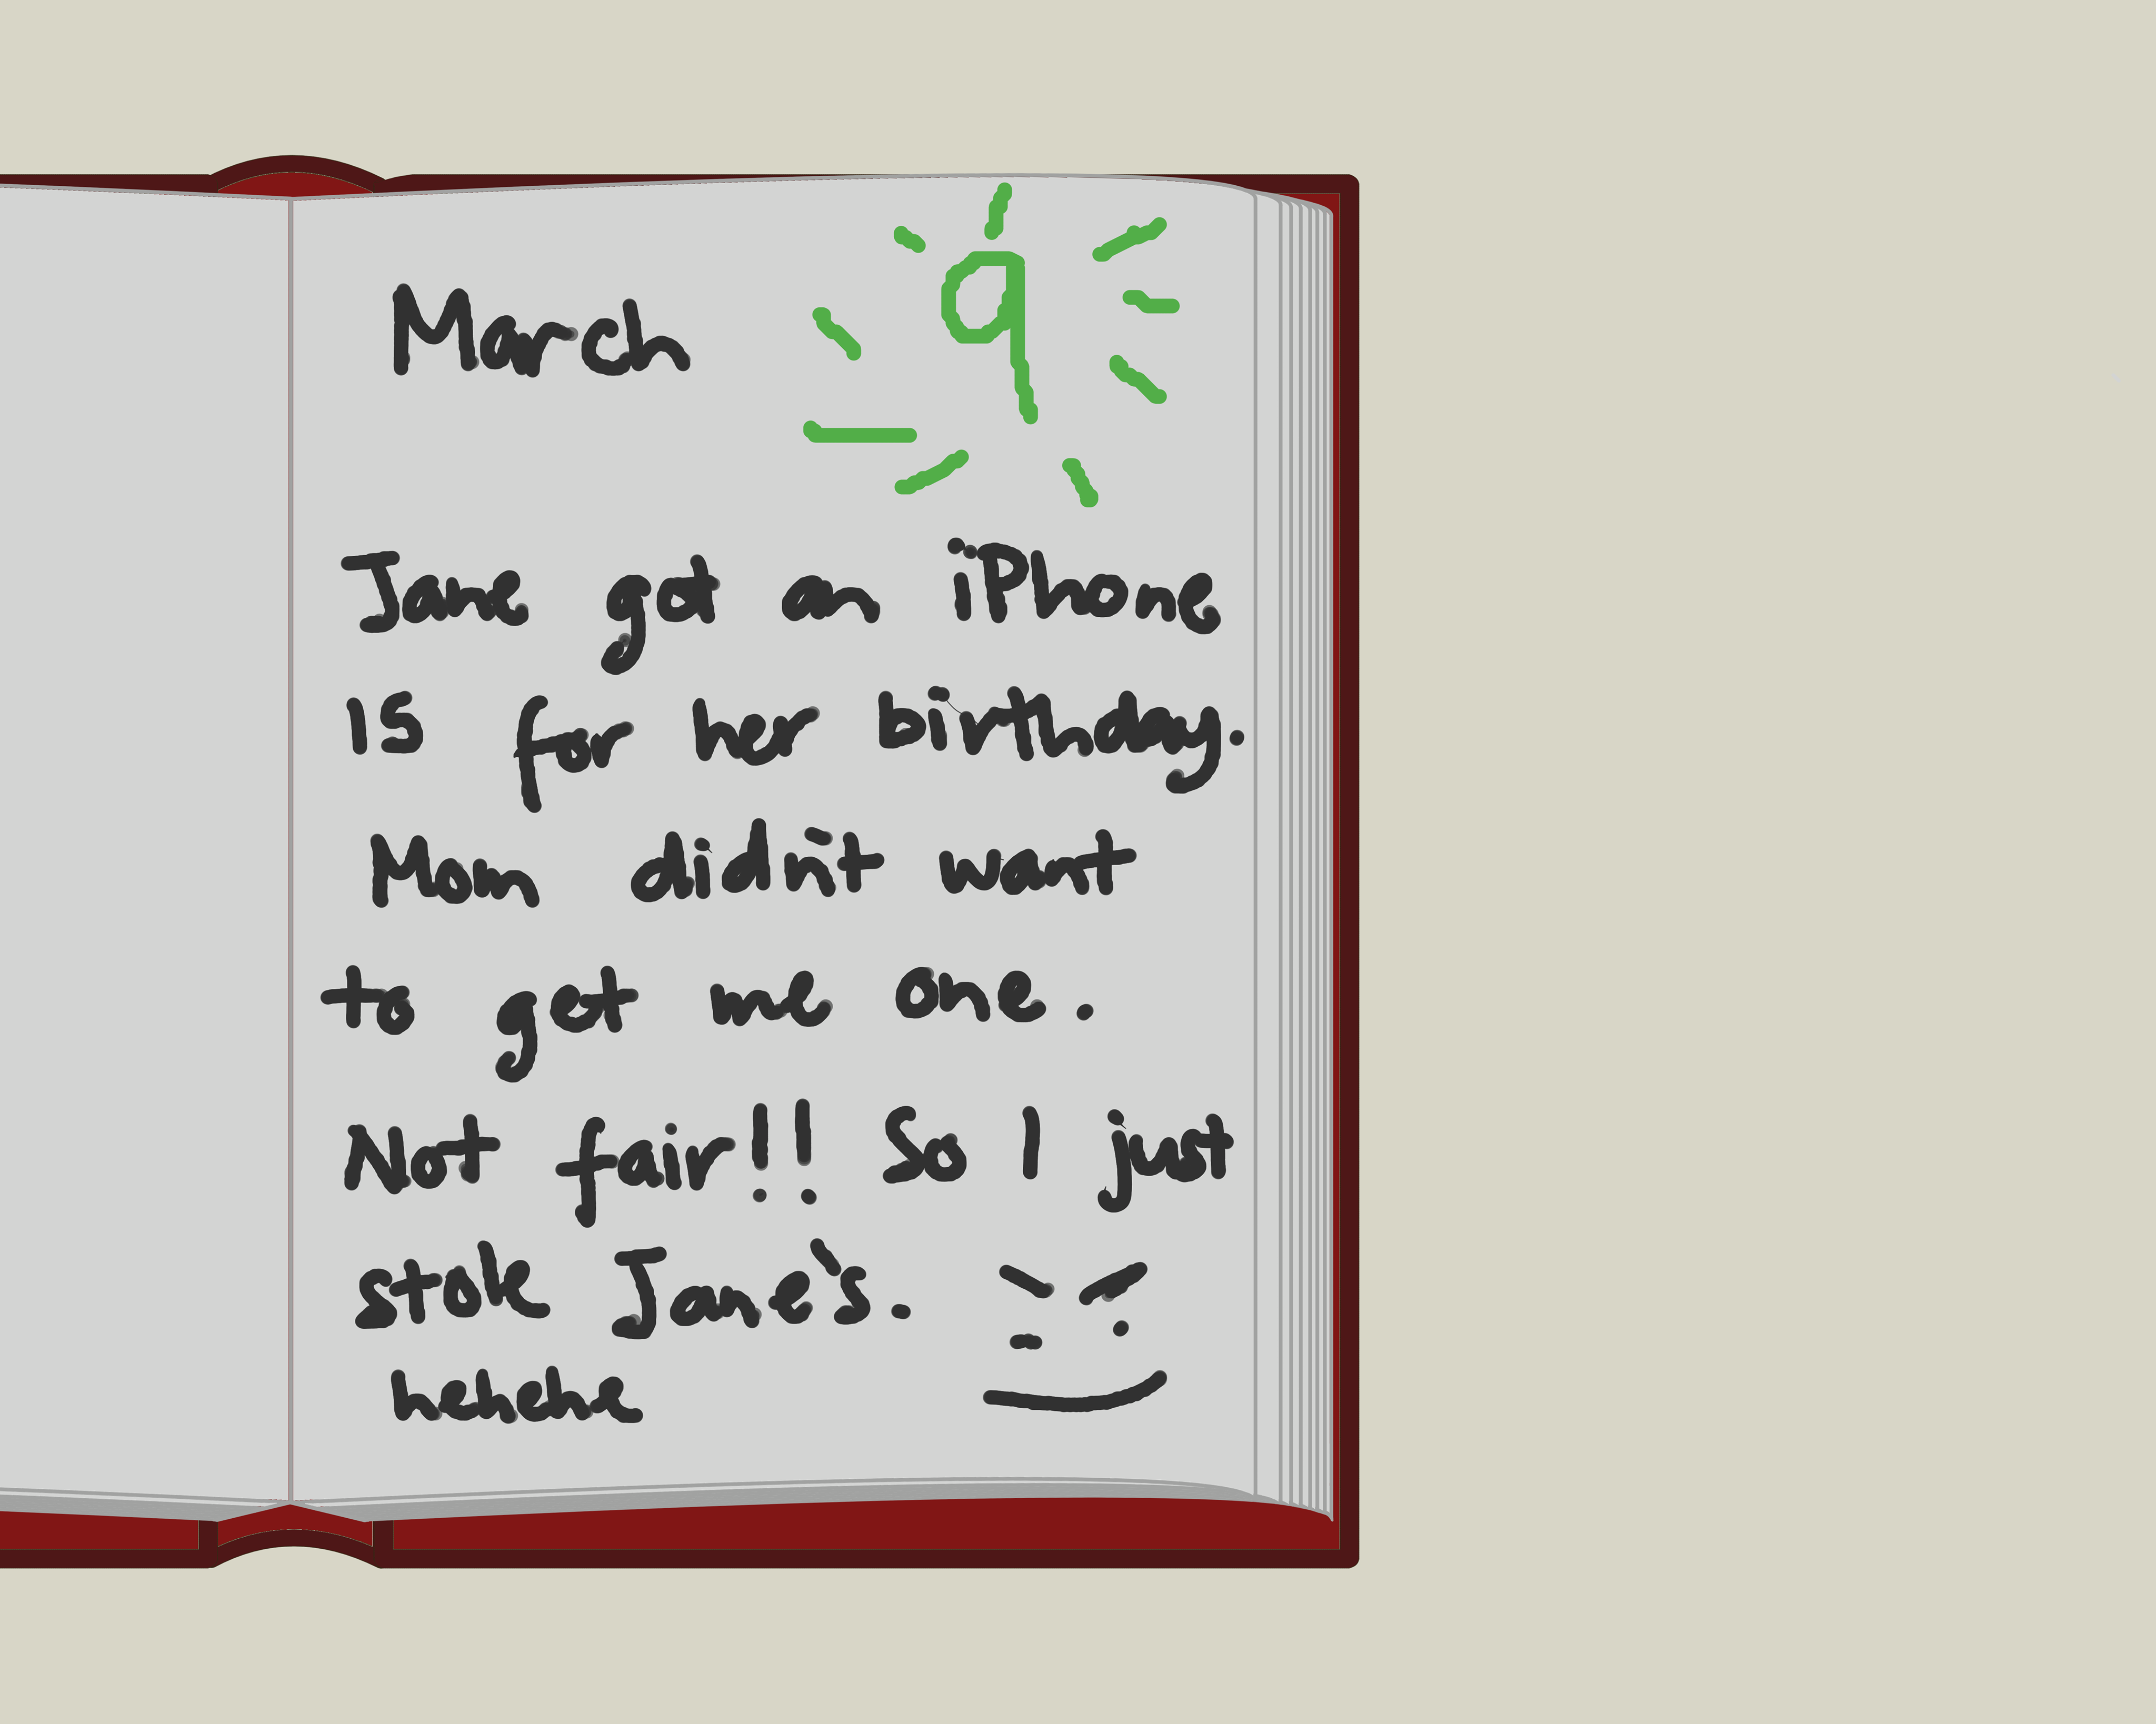 March 9
Jane got an iPhone
15 for her birthday.
Mom didn't want
to get me one.
Not fair!! So I just
stole Jane's.
hehehe